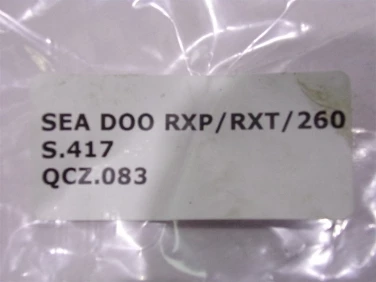 SEA DOO RXP/RXT/260
S.417
QCZ.083